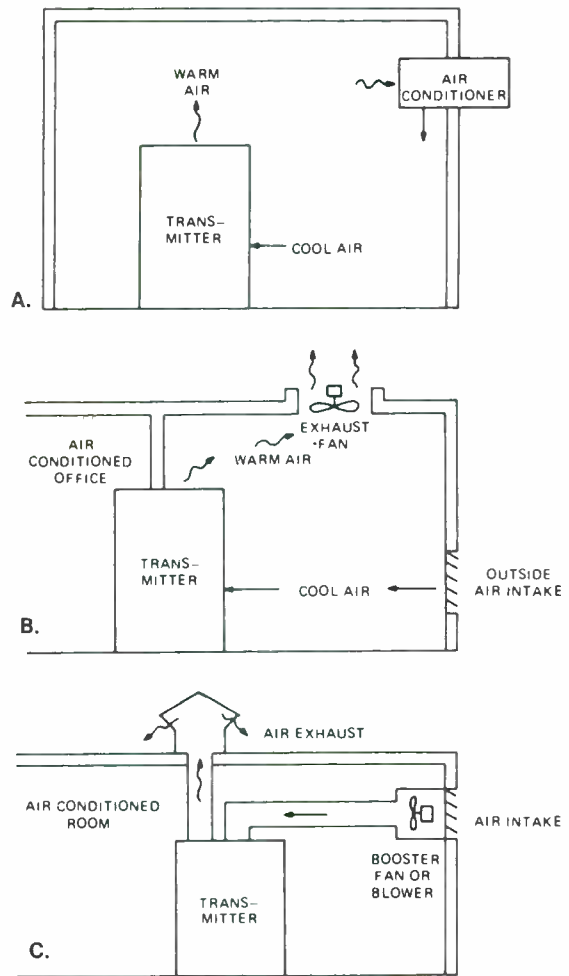 WARM
AIR
AIR
CONDITIONER
TRANS-
MITTER
COOL AIR
A.
EXHAUST
FAN
AIR
CONDITIONED
OFFICE
WARM AIR
TRANS-
MITTER
COOL AIR
OUTSIDE
AIR INTAKE
B.
AIR EXHAUST
AIR CONDITIONED
ROOM
AIR INTAKE
BOOSTER
FAN OR
BLOWER
TRANS-
MITTER
C.